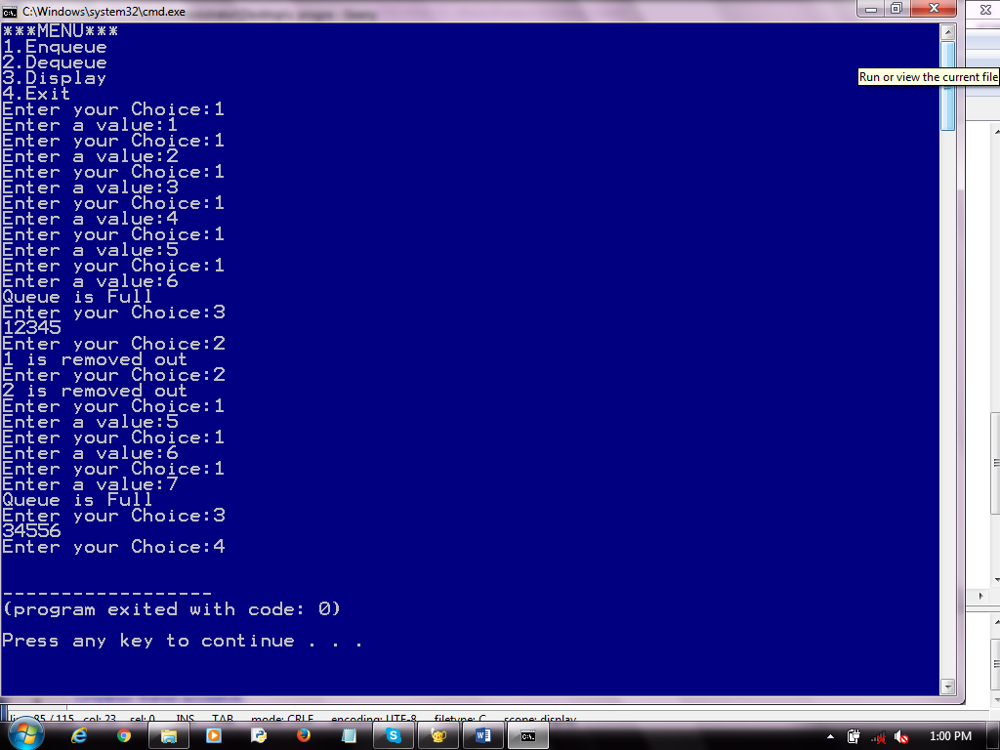 C:\Windows\system32\cmd.exe
***MENU***
1.Enqueue
2.Dequeue
3.Display
4.Exit
Enter your Choice:1
Enter a value:1
Enter your Choice:1
Enter a value:2
Enter your Choice:1
Enter a value:3
Enter your Choice:1
Enter a value:4
Enter your Choice:1
Enter a value:5
Enter your Choice:1
Enter a value:6
Queue is Full
Enter your Choice:3
12345
Enter your Choice:2
1 is removed out
Enter your Choice:2
2 is removed out
Enter your Choice:1
Enter a value:5
Enter your Choice:1
Enter a value:6
Enter your Choice:1
Enter a value:7
Queue is Full
Enter your Choice:3
34556
Enter your Choice:4
------------------
(program exited with code: 0)
Press any key to continue . . .
Run or view the current file
line: 85 / 115 col: 23 sel: 0 INS TAB mode: CRLF encoding: UTF-8 filetype: C scope: display
1:00 PM